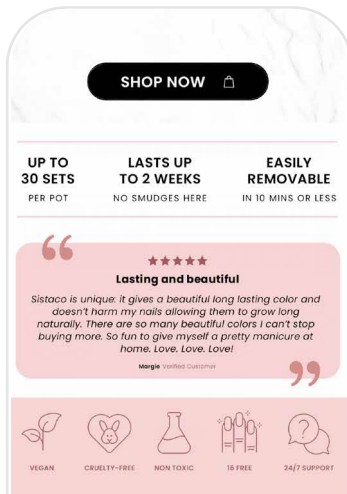 SHOP NOW
UP TO
30 SETS
PER POT
LASTS UP
TO 2 WEEKS
NO SMUDGES HERE
EASILY
REMOVABLE
IN 10 MINS OR LESS
“
Lasting and beautiful
Sistaco is unique: it gives a beautiful long lasting color and
doesn't harm my nails allowing them to grow long
naturally. There are so many beautiful colors I can't stop
buying more. So fun to give myself a pretty manicure at
home. Love. Love. Love!
Margie Verified Customer
”
VEGAN
CRUELTY-FREE
NON TOXIC
16 FREE
24/7 SUPPORT